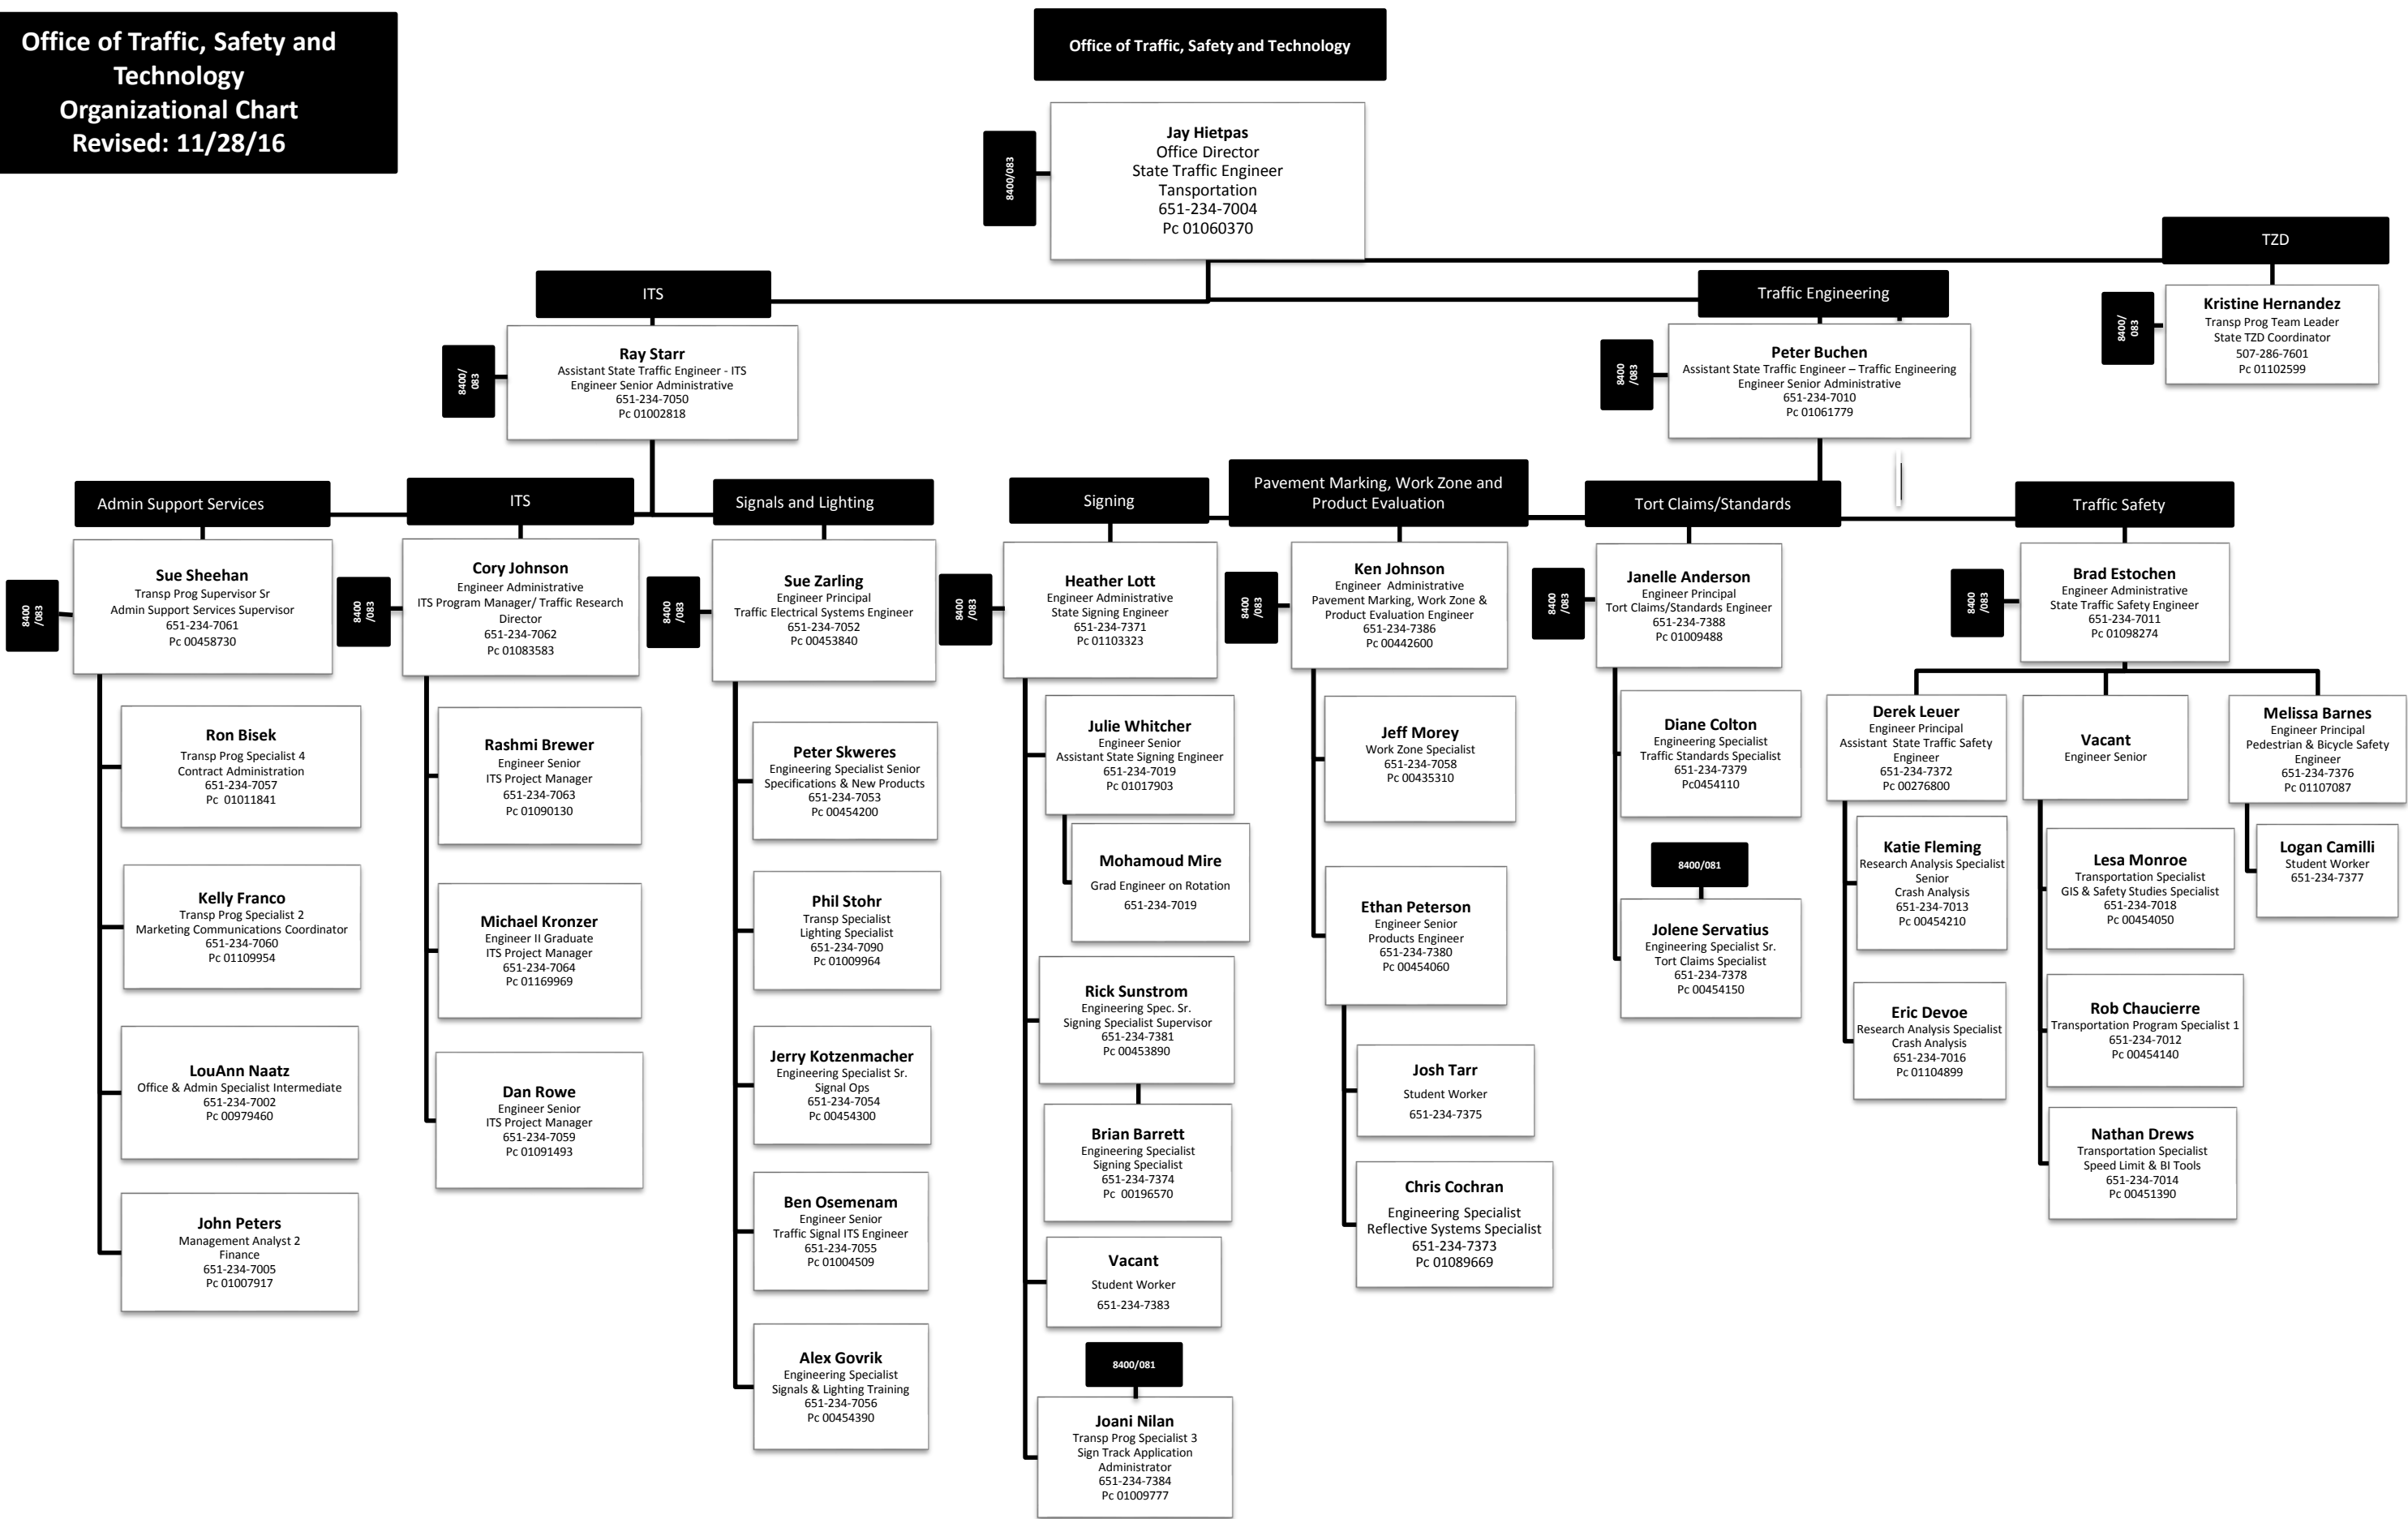 Office of Traffic, Safety and
Technology
Organizational Chart
Revised: 11/28/16
Office of Traffic, Safety and Technology
8400/083
Jay Hietpas
Office Director
State Traffic Engineer
Tansportation
651-234-7004
Pc 01060370
TZD
8400/
083
Kristine Hernandez
Transp Prog Team Leader
State TZD Coordinator
507-286-7601
Pc 01102599
ITS
8400/
083
Ray Starr
Assistant State Traffic Engineer - ITS
Engineer Senior Administrative
651-234-7050
Pc 01002818
Traffic Engineering
8400
/083
Peter Buchen
Assistant State Traffic Engineer – Traffic Engineering
Engineer Senior Administrative
651-234-7010
Pc 01061779
Admin Support Services
8400
/083
Sue Sheehan
Transp Prog Supervisor Sr
Admin Support Services Supervisor
651-234-7061
Pc 00458730
Ron Bisek
Transp Prog Specialist 4
Contract Administration
651-234-7057
Pc  01011841
Kelly Franco
Transp Prog Specialist 2
Marketing Communications Coordinator
651-234-7060
Pc 01109954
LouAnn Naatz
Office & Admin Specialist Intermediate
651-234-7002
Pc 00979460
John Peters
Management Analyst 2
Finance
651-234-7005
Pc 01007917
ITS
8400
/083
Cory Johnson
Engineer Administrative
ITS Program Manager/ Traffic Research
Director
651-234-7062
Pc 01083583
Rashmi Brewer
Engineer Senior
ITS Project Manager
651-234-7063
Pc 01090130
Michael Kronzer
Engineer II Graduate
ITS Project Manager
651-234-7064
Pc 01169969
Dan Rowe
Engineer Senior
ITS Project Manager
651-234-7059
Pc 01091493
Signals and Lighting
8400
/083
Sue Zarling
Engineer Principal
Traffic Electrical Systems Engineer
651-234-7052
Pc 00453840
Peter Skweres
Engineering Specialist Senior
Specifications & New Products
651-234-7053
Pc 00454200
Phil Stohr
Transp Specialist
Lighting Specialist
651-234-7090
Pc 01009964
Jerry Kotzenmacher
Engineering Specialist Sr.
Signal Ops
651-234-7054
Pc 00454300
Ben Osemenam
Engineer Senior
Traffic Signal ITS Engineer
651-234-7055
Pc 01004509
Alex Govrik
Engineering Specialist
Signals & Lighting Training
651-234-7056
Pc 00454390
Signing
8400
/083
Heather Lott
Engineer Administrative
State Signing Engineer
651-234-7371
Pc 01103323
Julie Whitcher
Engineer Senior
Assistant State Signing Engineer
651-234-7019
Pc 01017903
Mohamoud Mire
Grad Engineer on Rotation
651-234-7019
Rick Sunstrom
Engineering Spec. Sr.
Signing Specialist Supervisor
651-234-7381
Pc 00453890
Brian Barrett
Engineering Specialist
Signing Specialist
651-234-7374
Pc  00196570
Vacant
Student Worker
651-234-7383
8400/081
Joani Nilan
Transp Prog Specialist 3
Sign Track Application
Administrator
651-234-7384
Pc 01009777
Pavement Marking, Work Zone and
Product Evaluation
8400
/083
Ken Johnson
Engineer  Administrative
Pavement Marking, Work Zone &
Product Evaluation Engineer
651-234-7386
Pc 00442600
Jeff Morey
Work Zone Specialist
651-234-7058
Pc 00435310
Ethan Peterson
Engineer Senior
Products Engineer
651-234-7380
Pc 00454060
Josh Tarr
Student Worker
651-234-7375
Chris Cochran
Engineering Specialist
Reflective Systems Specialist
651-234-7373
Pc 01089669
Tort Claims/Standards
8400
/083
Janelle Anderson
Engineer Principal
Tort Claims/Standards Engineer
651-234-7388
Pc 01009488
Diane Colton
Engineering Specialist
Traffic Standards Specialist
651-234-7379
Pc0454110
8400/081
Jolene Servatius
Engineering Specialist Sr.
Tort Claims Specialist
651-234-7378
Pc 00454150
Traffic Safety
8400
/083
Brad Estochen
Engineer Administrative
State Traffic Safety Engineer
651-234-7011
Pc 01098274
Derek Leuer
Engineer Principal
Assistant  State Traffic Safety
Engineer
651-234-7372
Pc 00276800
Katie Fleming
Research Analysis Specialist
Senior
Crash Analysis
651-234-7013
Pc 00454210
Eric Devoe
Research Analysis Specialist
Crash Analysis
651-234-7016
Pc 01104899
Vacant
Engineer Senior
Lesa Monroe
Transportation Specialist
GIS & Safety Studies Specialist
651-234-7018
Pc 00454050
Rob Chaucierre
Transportation Program Specialist 1
651-234-7012
Pc 00454140
Nathan Drews
Transportation Specialist
Speed Limit & BI Tools
651-234-7014
Pc 00451390
Melissa Barnes
Engineer Principal
Pedestrian & Bicycle Safety
Engineer
651-234-7376
Pc 01107087
Logan Camilli
Student Worker
651-234-7377